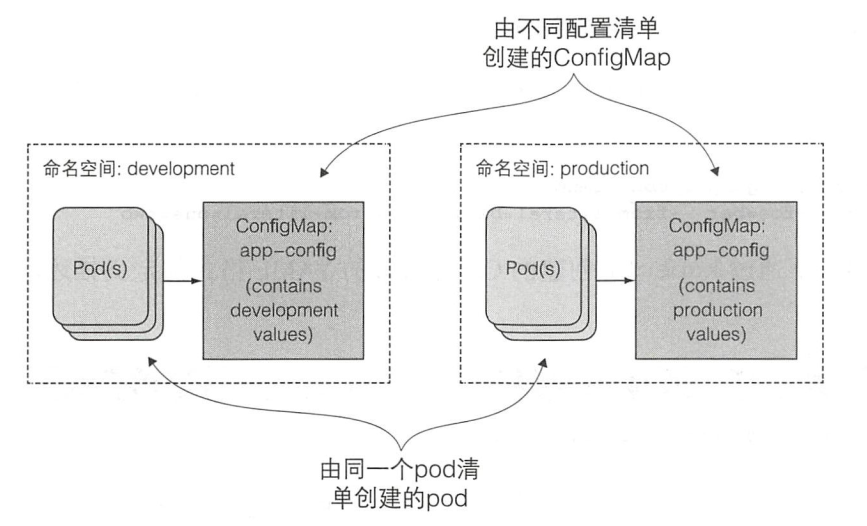 由不同配置清单
创建的ConfigMap
命名空间: development
Pod(s)
ConfigMap:
app-config
(contains
development
values)
命名空间: production
Pod(s)
ConfigMap:
app-config
(contains
production
values)
由同一个pod清
单创建的pod